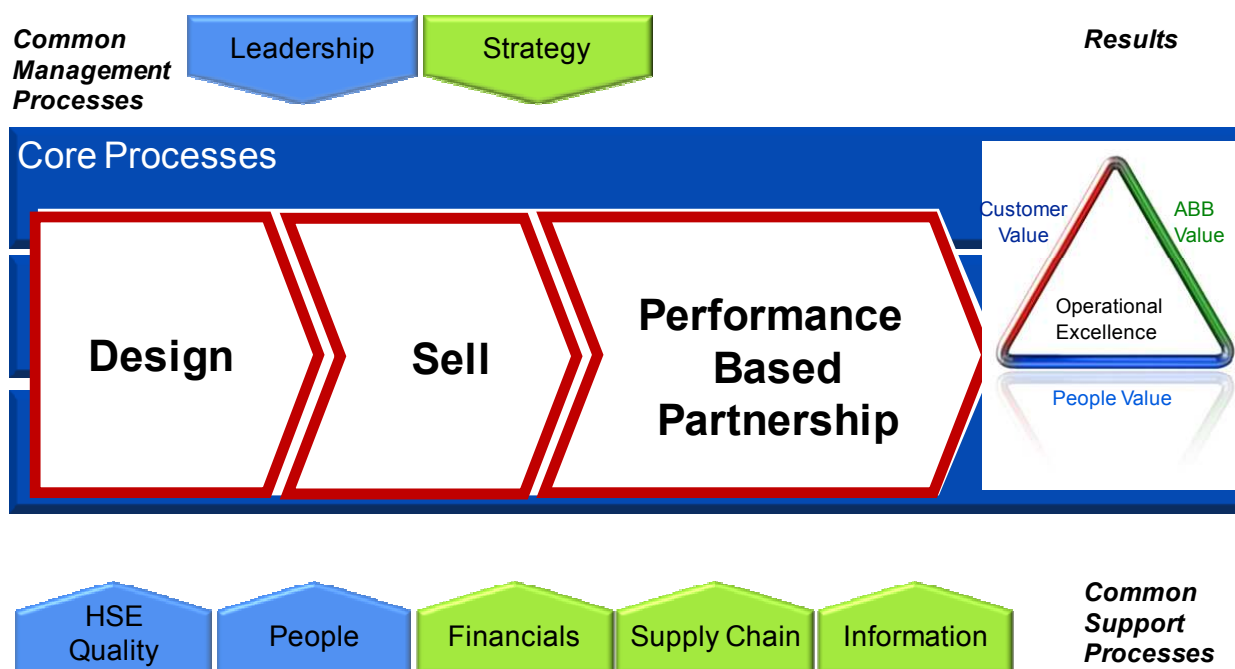 Common
Management
Processes
Leadership
Strategy
Results
Core Processes
Design
Sell
Performance
Based
Partnership
Customer
Value
ABB
Value
Operational
Excellence
People Value
HSE
Quality
People
Financials
Supply Chain
Information
Common
Support
Processes